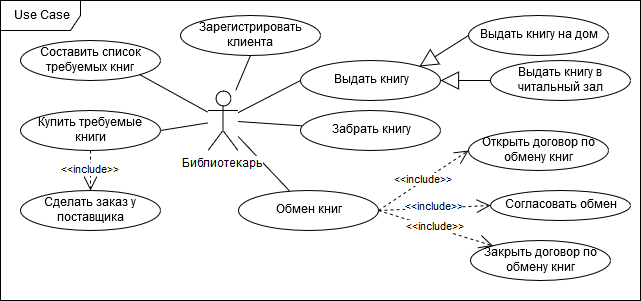 Use Case
Зарегистрировать
клиента
Составить список
требуемых книг
Выдать книгу на дом
Выдать книгу
Выдать книгу в
читальный зал
Купить требуемые
книги
Забрать книгу
Библиотекарь
Открыть договор по
обмену книг
<<include>>
<<include>>
Сделать заказ у
поставщика
Обмен книг
<<include>>
Согласовать обмен
<<include>>
Закрыть договор по
обмену книг